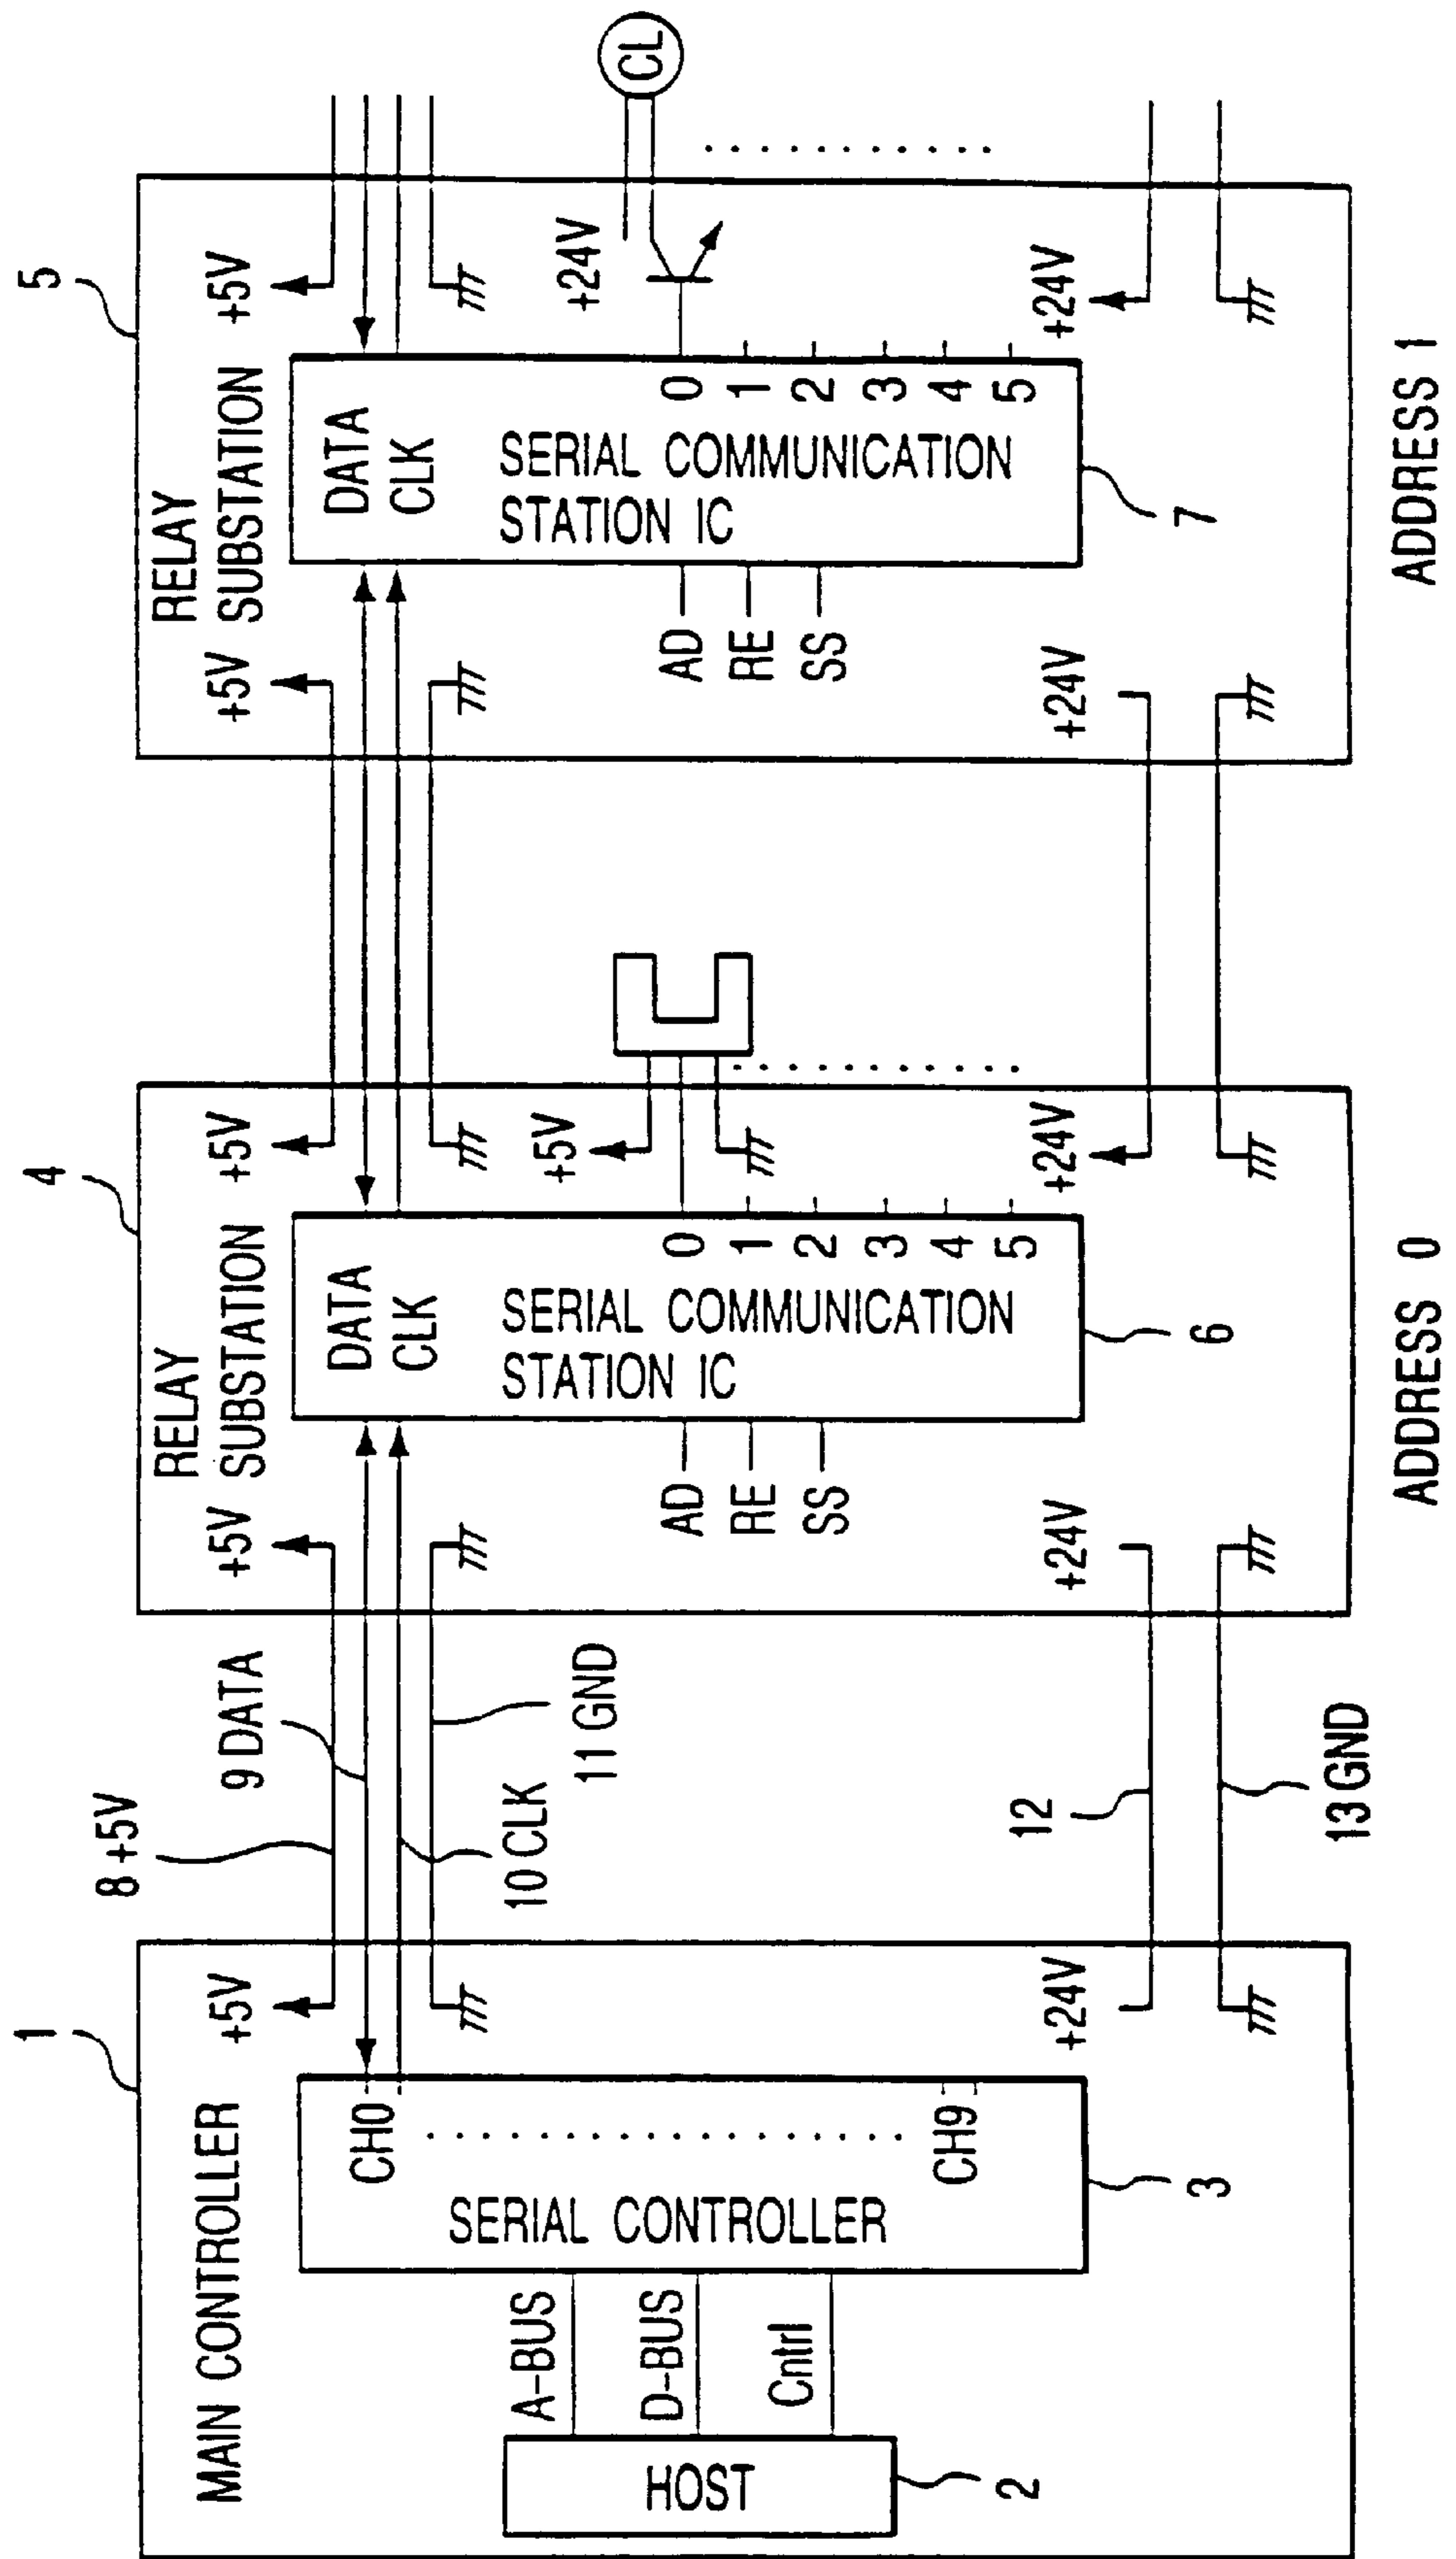 1
MAIN CONTROLLER
HOST
2
A-BUS
D-BUS
Cntrl
SERIAL CONTROLLER
CH0
CH9
3
+5V
+24V
8 +5V
9 DATA
10 CLK
11 GND
12
13 GND
4
RELAY
SUBSTATION
+5V
+5V
DATA
CLK
SERIAL COMMUNICATION
STATION IC
AD
RE
SS
0
1
2
3
4
5
6
+5V
+24V
+24V
ADDRESS 0
5
RELAY
SUBSTATION
+5V
+5V
DATA
CLK
SERIAL COMMUNICATION
STATION IC
AD
RE
SS
0
1
2
3
4
5
7
+24V
+24V
+24V
CL
ADDRESS 1